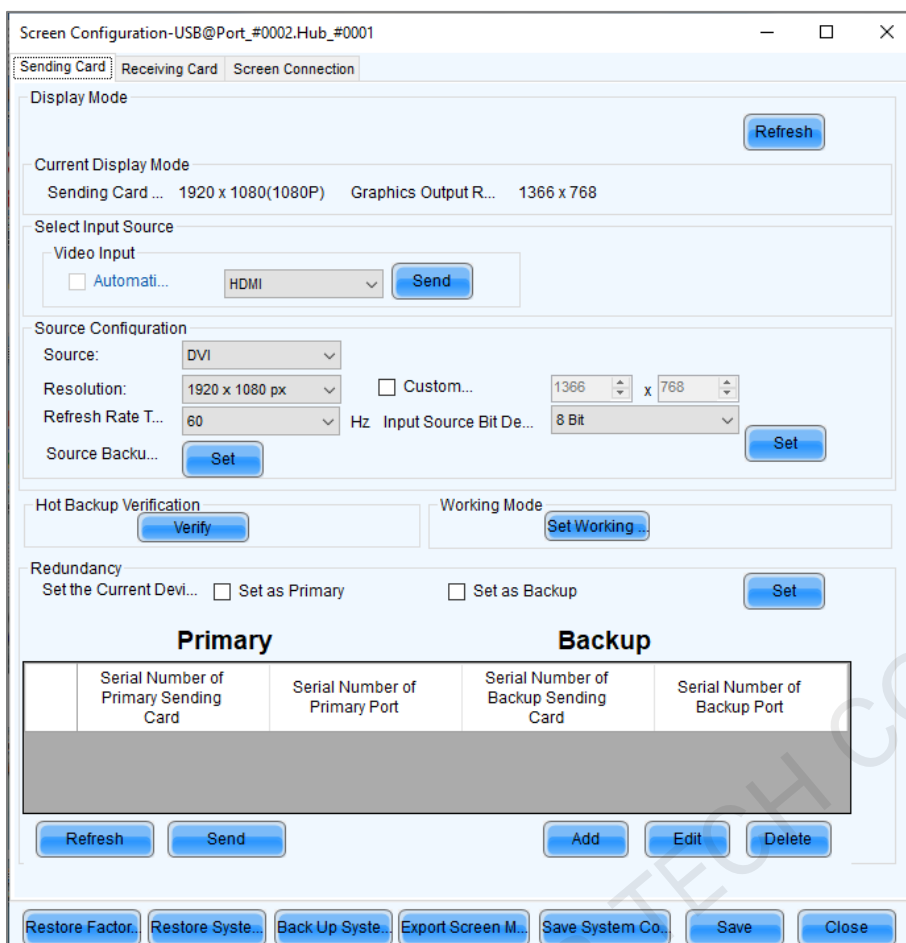 Screen Configuration-USB@Port_#0002.Hub_#0001
Sending Card Receiving Card Screen Connection
Display Mode
Refresh
Current Display Mode
Sending Card ... 1920 x 1080(1080P) Graphics Output R... 1366 x 768
Select Input Source
Video Input
Automati... HDMI Send
Source Configuration
Source: DVI
Resolution: 1920 x 1080 px Custom... 1366 x 768
Refresh Rate T... 60 Hz Input Source Bit De... 8 Bit
Set
Source Backu... Set
Hot Backup Verification Working Mode
Verify Set Working ...
Redundancy
Set the Current Devi... Set as Primary Set as Backup Set
Primary Backup
Serial Number of Primary Sending Card Serial Number of Primary Port Serial Number of Backup Sending Card Serial Number of Backup Port
Refresh Send Add Edit Delete
Restore Factor... Restore Syste... Back Up Syste... Export Screen M... Save System Co... Save Close
TECH CO